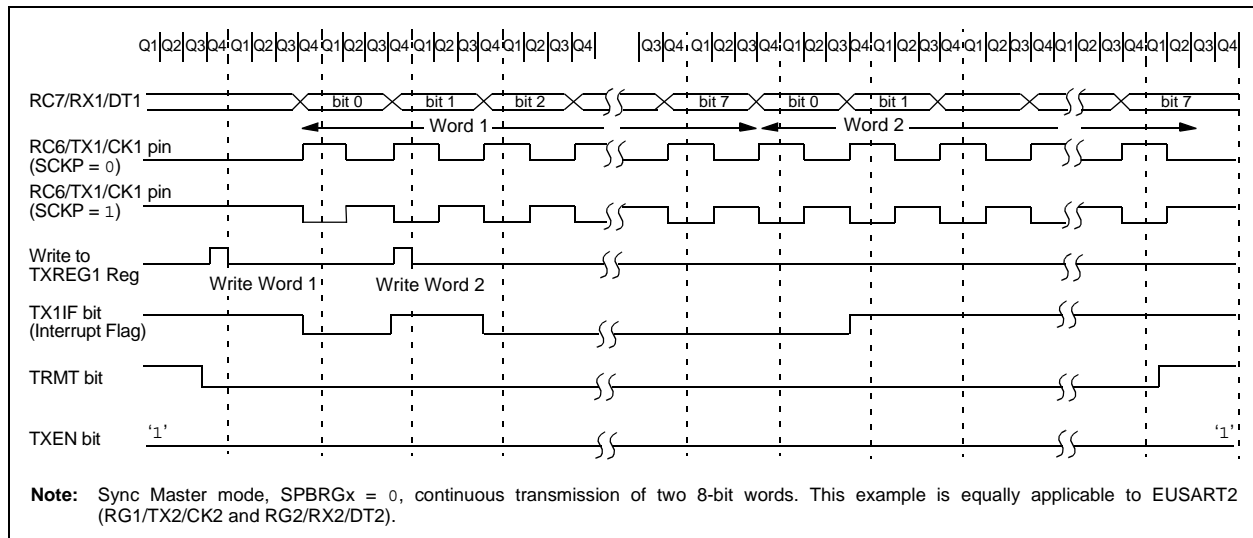 Q1 Q2 Q3 Q4 Q1 Q2 Q3 Q4 Q1 Q2 Q3 Q4 Q1 Q2 Q3 Q4 Q1 Q2 Q3 Q4 Q3 Q4 Q1 Q2 Q3 Q4 Q1 Q2 Q3 Q4 Q1 Q2 Q3 Q4 Q1 Q2 Q3 Q4 Q1 Q2 Q3 Q4 Q1 Q2 Q3 Q4
RC7/RX1/DT1 bit 0 bit 1 bit 2 bit 7 bit 0 bit 1 bit 7
Word 1 Word 2
RC6/TX1/CK1 pin
(SCKP = 0)
RC6/TX1/CK1 pin
(SCKP = 1)
Write to
TXREG1 Reg
Write Word 1 Write Word 2
TX1IF bit
(Interrupt Flag)
TRMT bit
TXEN bit '1' '1'
Note: Sync Master mode, SPBRGx = 0, continuous transmission of two 8-bit words. This example is equally applicable to EUSART2
(RG1/TX2/CK2 and RG2/RX2/DT2).